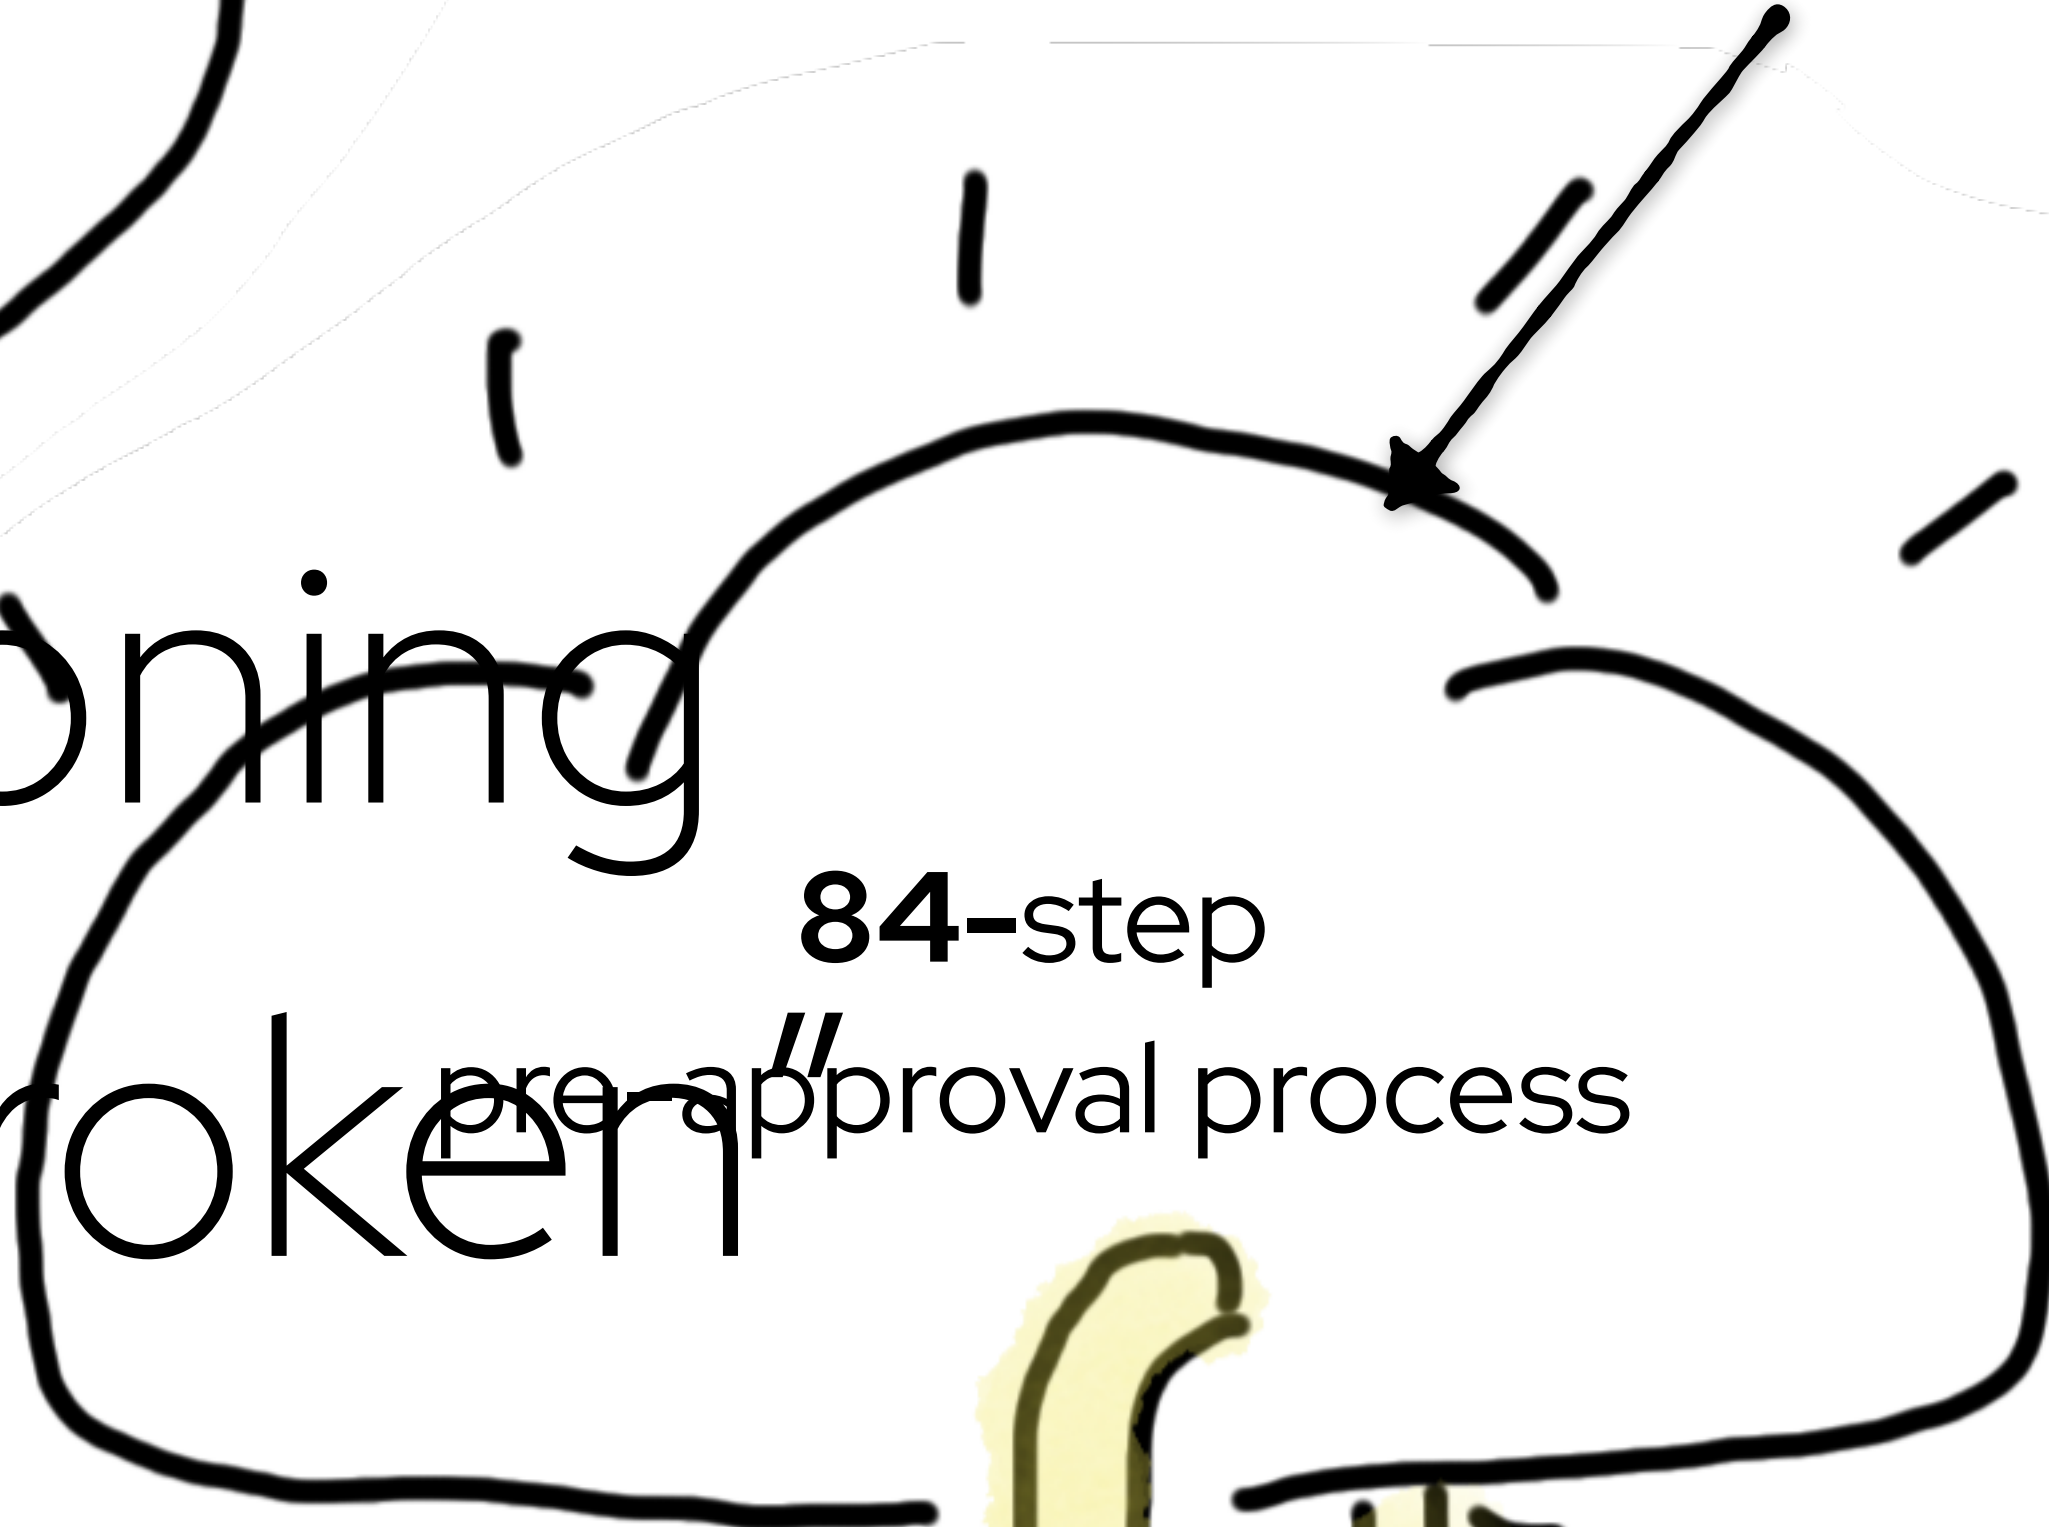 oning
84-step
pre-approval process
roken"